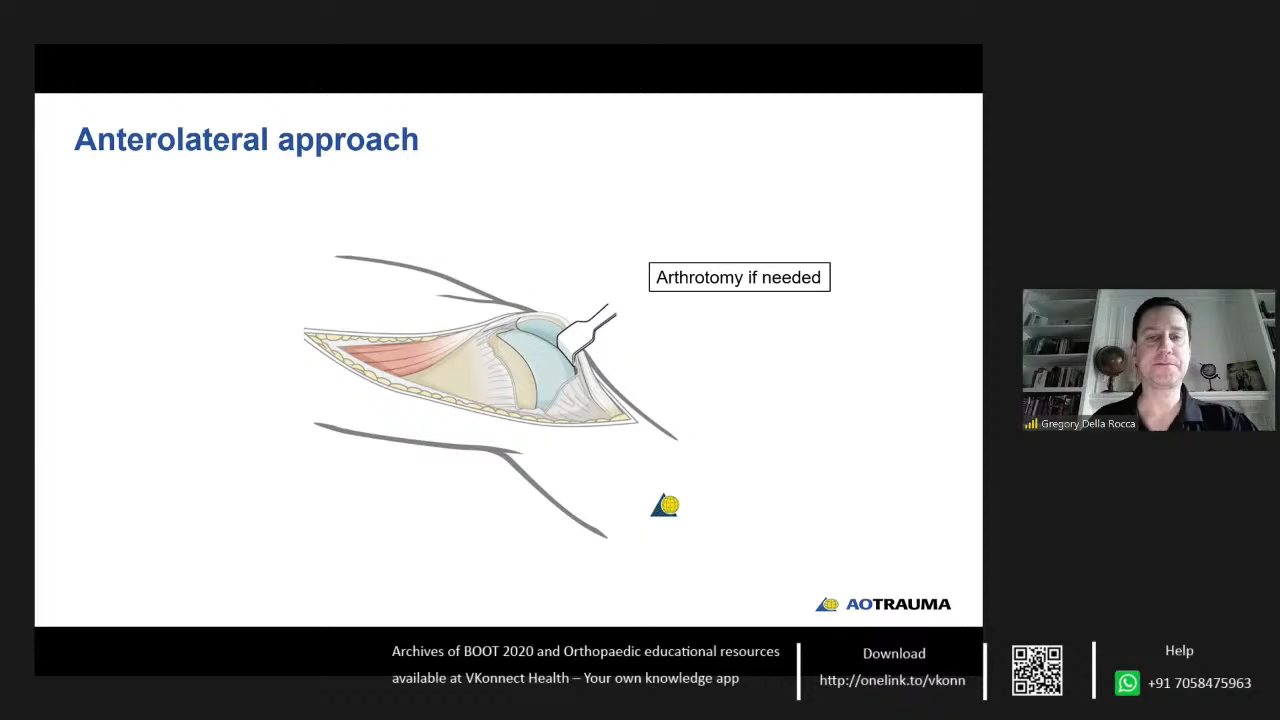 Anterolateral approach
Arthrotomy if needed
Gregory Della Rocca
AOTRAUMA
Archives of BOOT 2020 and Orthopaedic educational resources
available at VKonnect Health – Your own knowledge app
Download
http://onelink.to/vkonn
Help
+91 7058475963